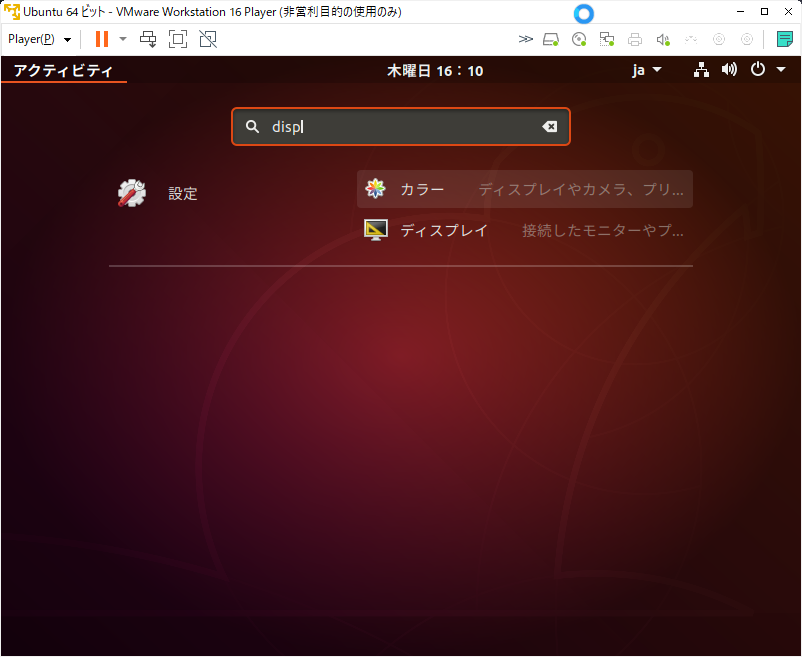 Ubuntu 64 ビット - VMware Workstation 16 Player (非営利目的の使用のみ)
Player(P)
アクティビティ 木曜日 16：10 ja
disp
設定
カラー ディスプレイやカメラ、プリ...
ディスプレイ 接続したモニターやプ...